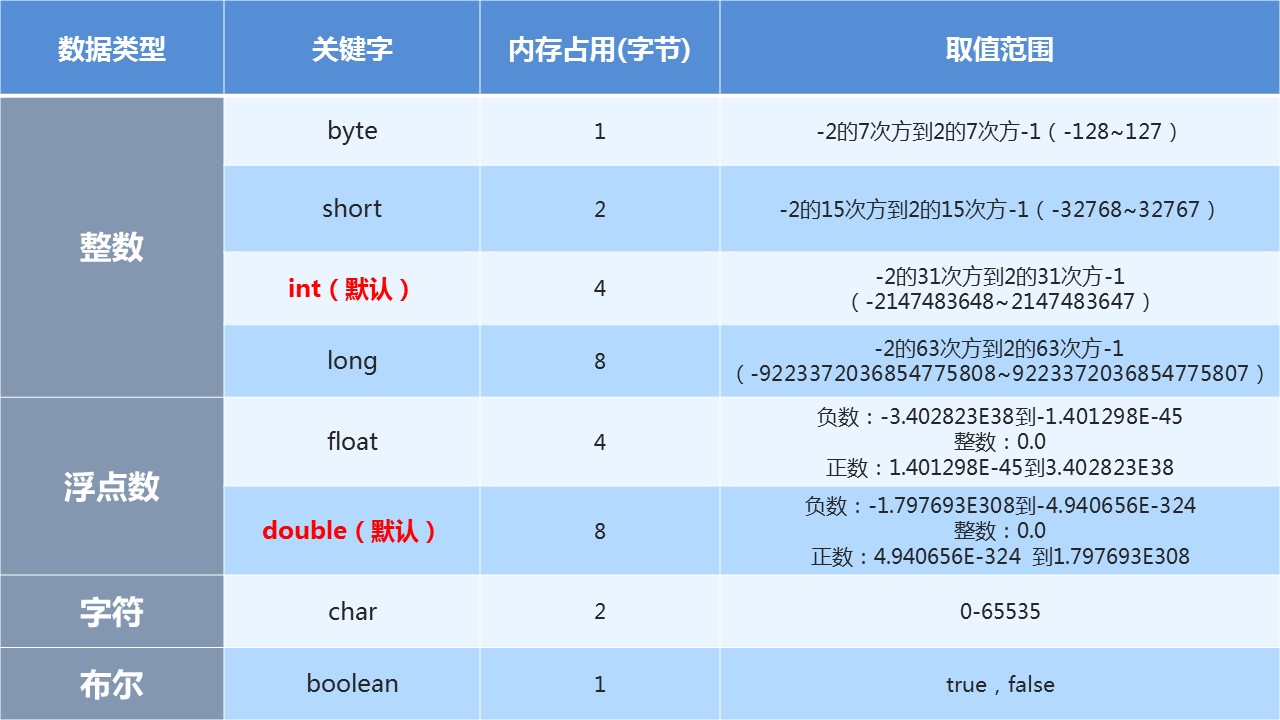 数据类型
关键字
内存占用(字节)
取值范围
整数
byte
1
-2的7次方到2的7次方-1（-128~127）
short
2
-2的15次方到2的15次方-1（-32768~32767）
int（默认）
4
-2的31次方到2的31次方-1
（-2147483648~2147483647）
long
8
-2的63次方到2的63次方-1
（-9223372036854775808~9223372036854775807）
浮点数
float
4
负数：-3.402823E38到-1.401298E-45
整数：0.0
正数：1.401298E-45到3.402823E38
double（默认）
8
负数：-1.797693E308到-4.940656E-324
整数：0.0
正数：4.940656E-324 到1.797693E308
字符
char
2
0-65535
布尔
boolean
1
true，false